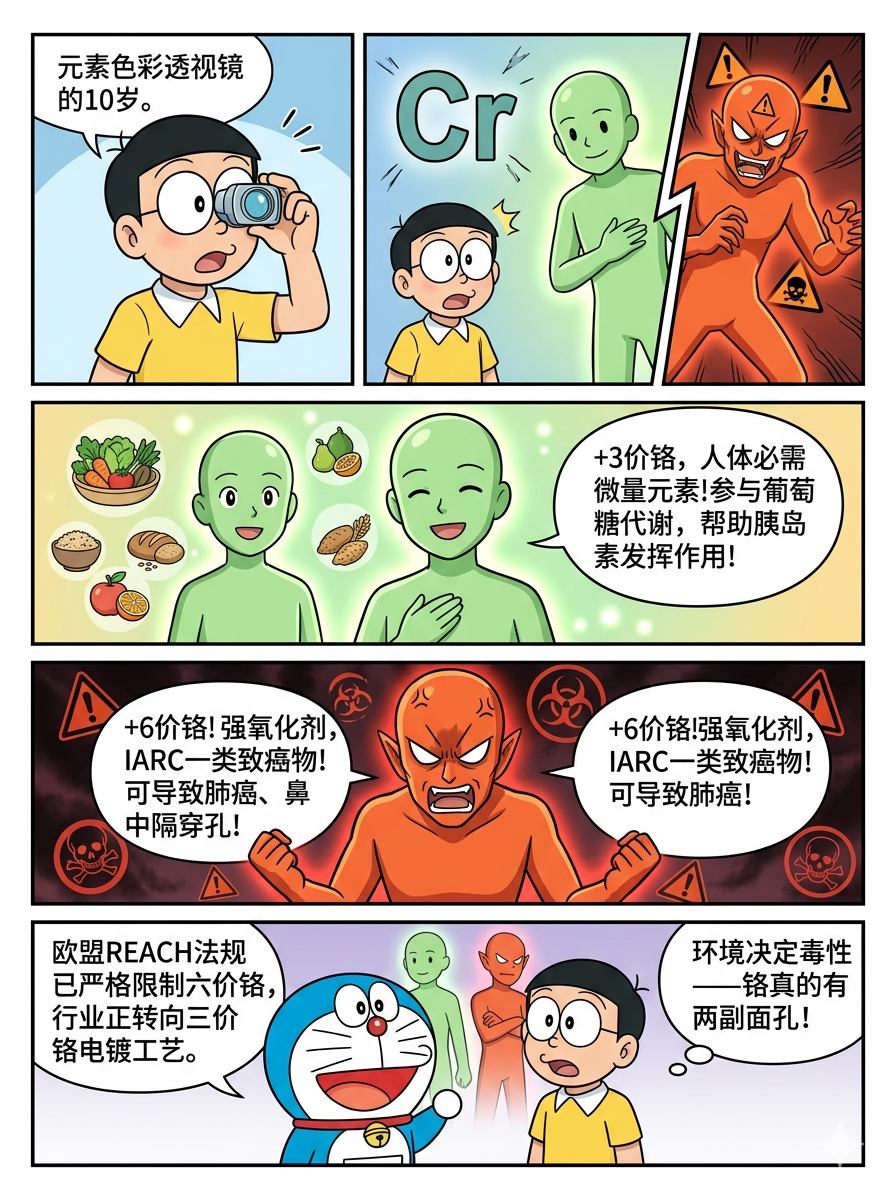 元素色彩透视镜
的10岁。
Cr
+3价铬，人体必需
微量元素!参与葡萄
糖代谢，帮助胰岛
素发挥作用!
+6价铬! 强氧化剂，
IARC一类致癌物!
可导致肺癌、鼻
中隔穿孔!
+6价铬!强氧化剂，
IARC一类致癌物!
可导致肺癌!
欧盟REACH法规
已严格限制六价铬，
行业正转向三价
铬电镀工艺。
环境决定毒性
——铬真的有
两副面孔!